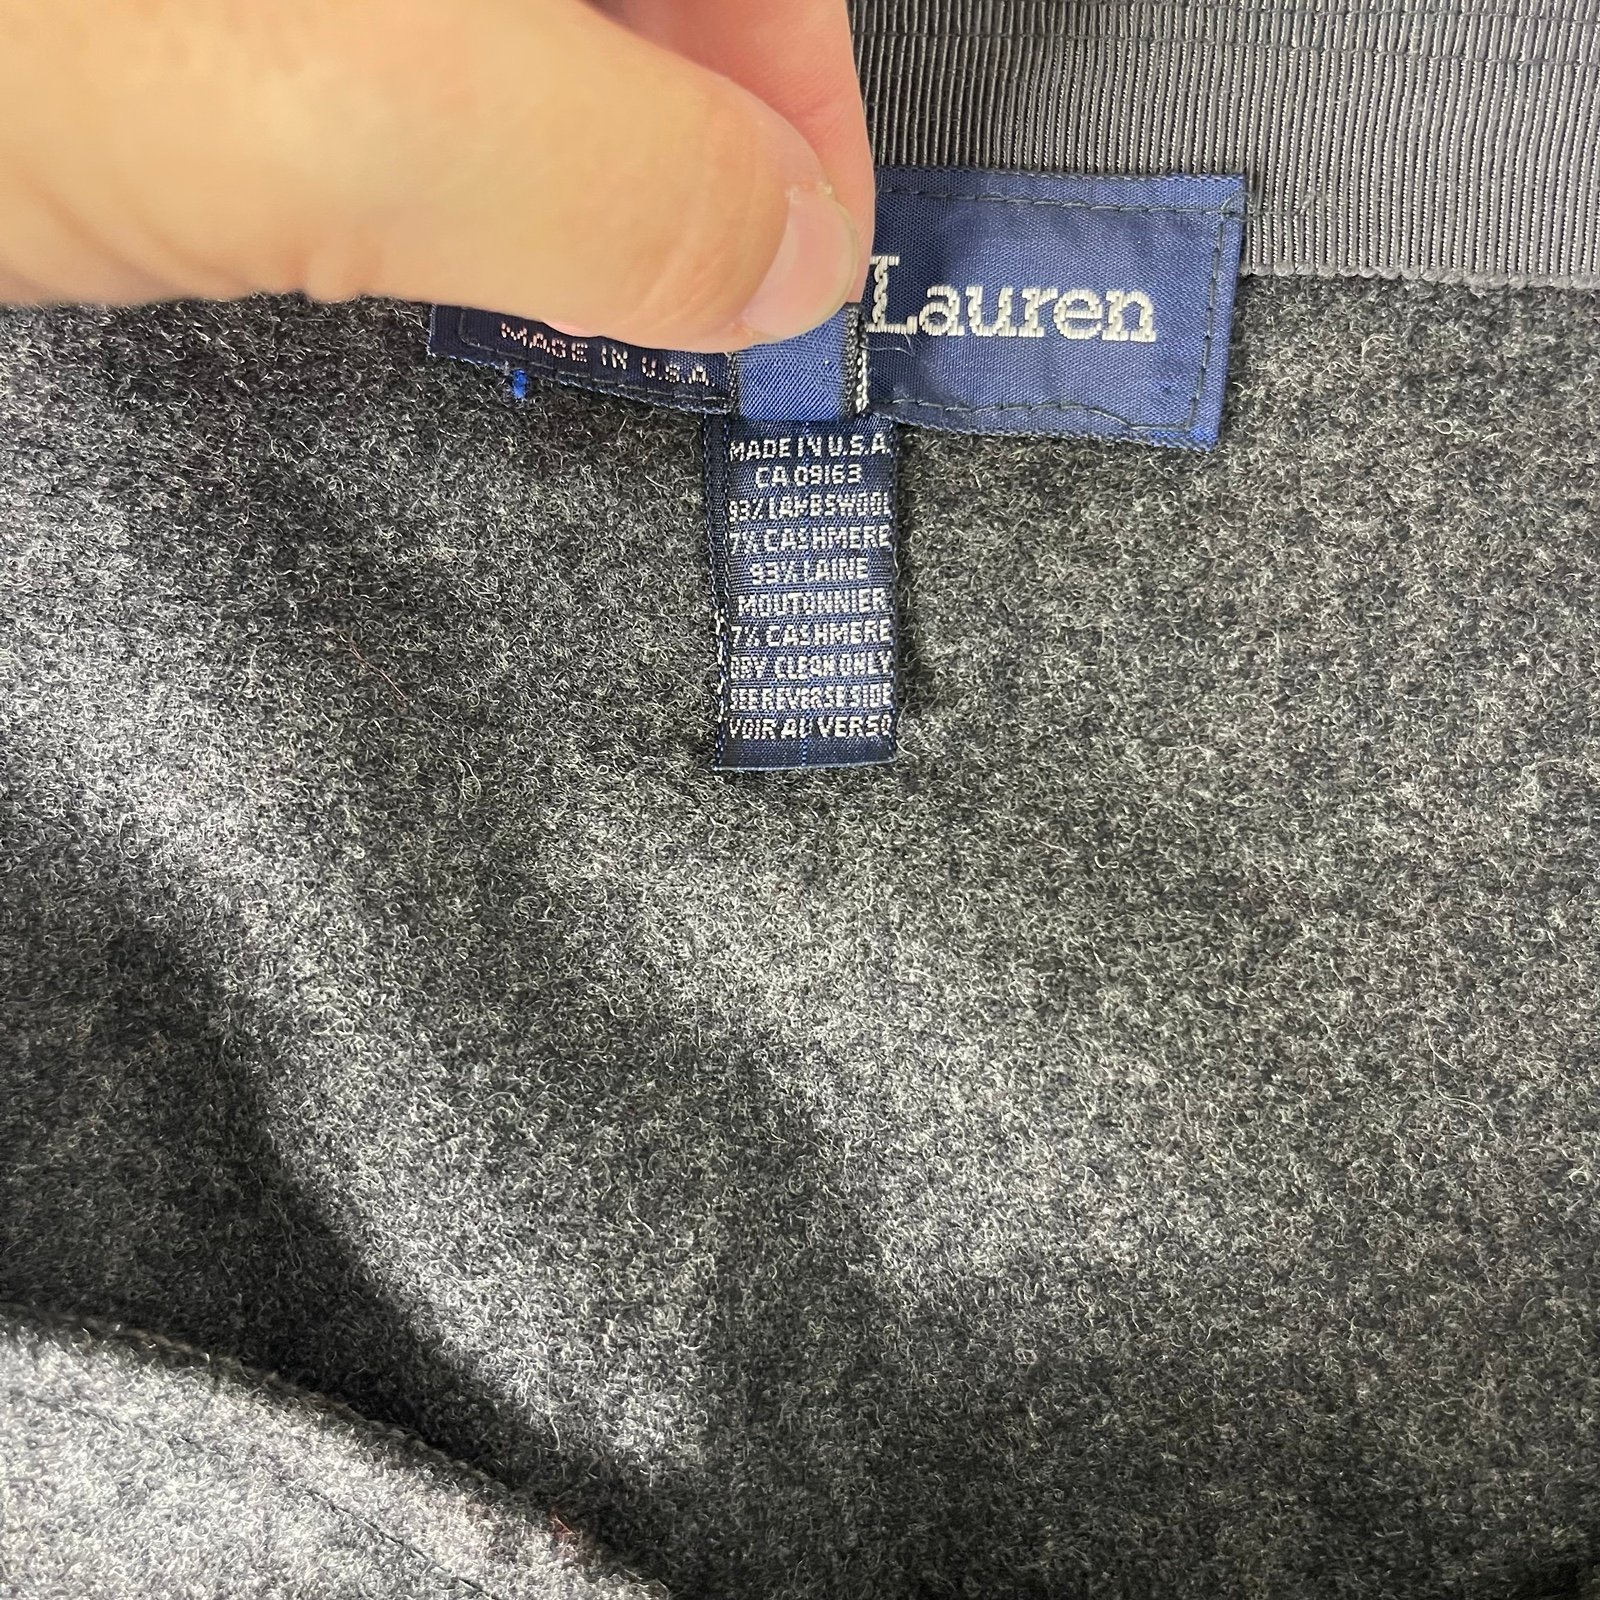 Lauren
MADE IN U.S.A.
MADE IN U.S.A.
CA 09163
93% LAMBSWOOL
7% CASHMERE
93% LAINE
MOUTONNIER
7% CASHMERE
DRY CLEAN ONLY
SEE REVERSE SIDE
VOIR AU VERSO